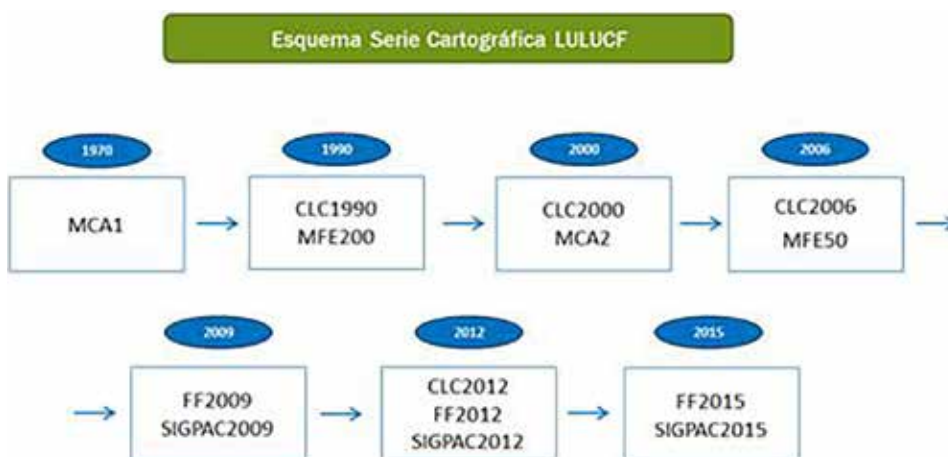 Esquema Serie Cartográfica LULUCF
1970
MCA1
1990
CLC1990
MFE200
2000
CLC2000
MCA2
2006
CLC2006
MFE50
2009
FF2009
SIGPAC2009
2012
CLC2012
FF2012
SIGPAC2012
2015
FF2015
SIGPAC2015